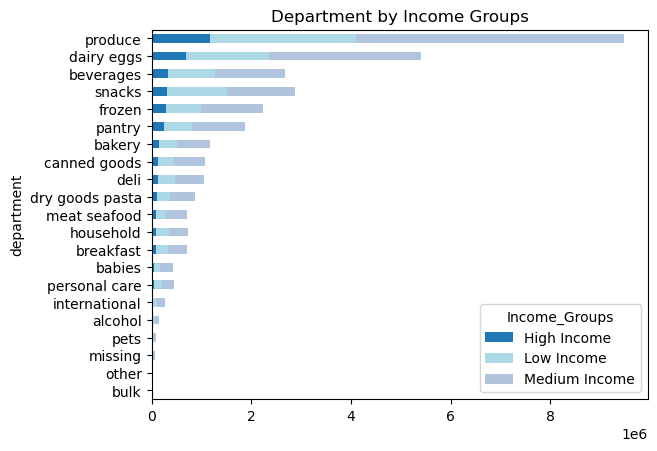 Department by Income Groups
produce
dairy eggs
beverages
snacks
frozen
pantry
bakery
canned goods
deli
dry goods pasta
meat seafood
household
breakfast
babies
personal care
international
alcohol
pets
missing
other
bulk
department
Income_Groups
High Income
Low Income
Medium Income
0 2 4 6 8
1e6